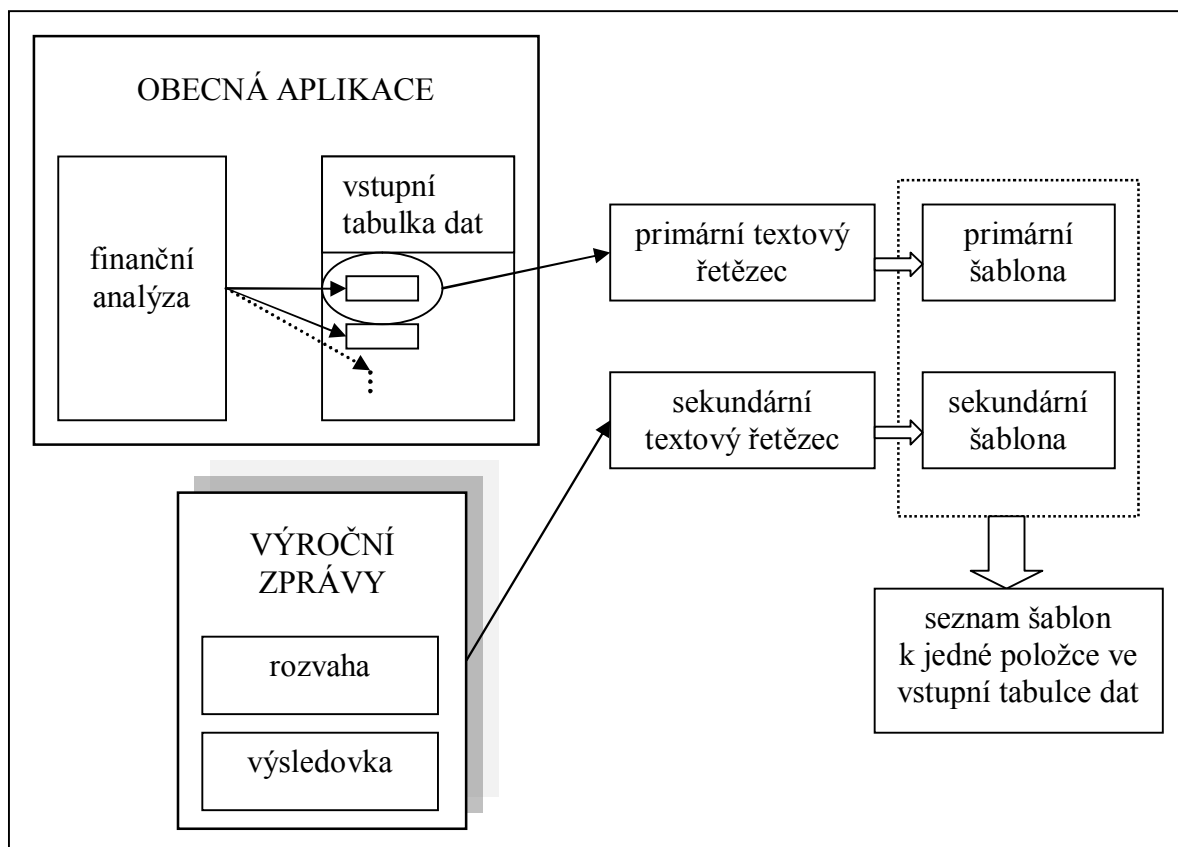 OBECNÁ APLIKACE
finanční
analýza
vstupní
tabulka dat
primární textový
řetězec
primární
šablona
sekundární
textový řetězec
sekundární
šablona
VÝROČNÍ
ZPRÁVY
rozvaha
výsledovka
seznam šablon
k jedné položce ve
vstupní tabulce dat